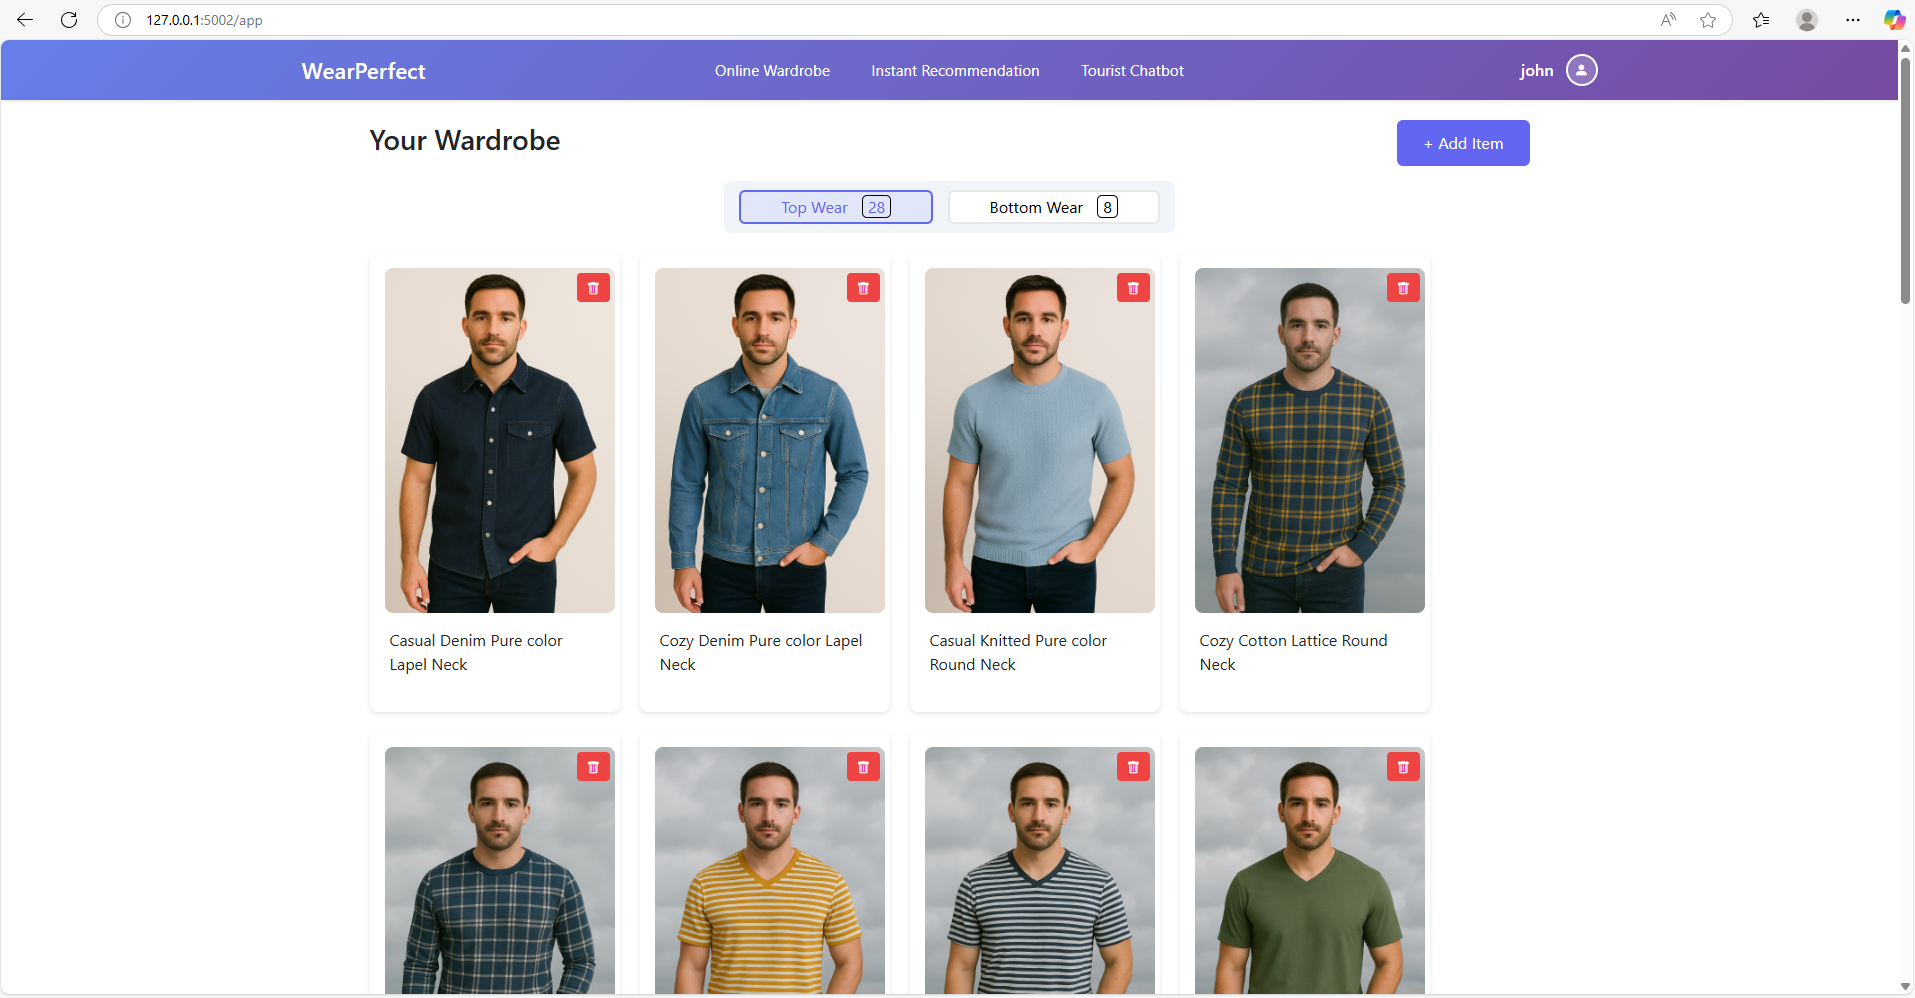 127.0.0.1:5002/app
WearPerfect
Online Wardrobe
Instant Recommendation
Tourist Chatbot
john
Your Wardrobe
+ Add Item
Top Wear 28
Bottom Wear 8
Casual Denim Pure color
Lapel Neck
Cozy Denim Pure color Lapel
Neck
Casual Knitted Pure color
Round Neck
Cozy Cotton Lattice Round
Neck